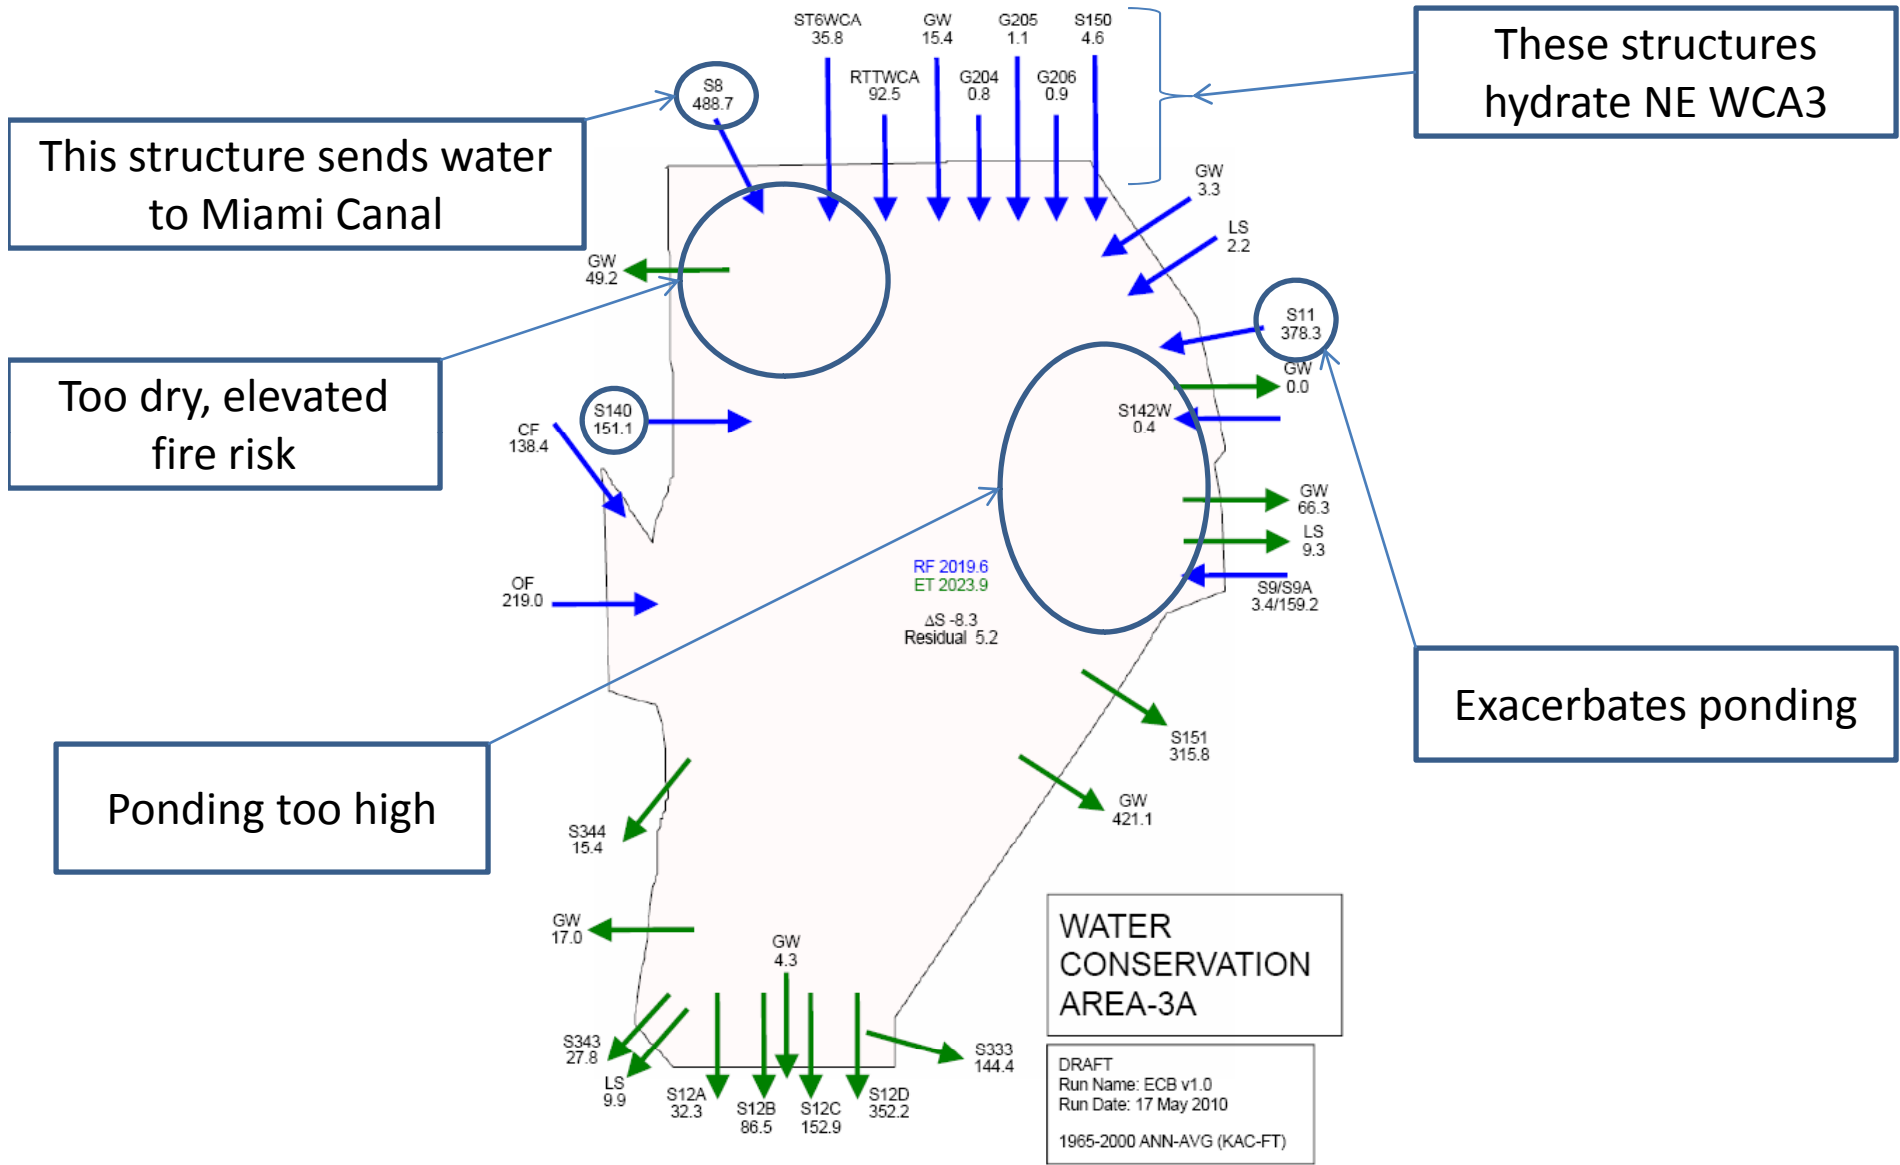 ST6WCA
35.8
GW
15.4
G205
1.1
S150
4.6
These structures
hydrate NE WCA3
S8
488.7
RTTWCA
92.5
G204
0.8
G206
0.9
This structure sends water
to Miami Canal
GW
3.3
LS
2.2
GW
49.2
S11
378.3
Too dry, elevated
fire risk
GW
0.0
S140
151.1
S142W
0.4
CF
138.4
GW
66.3
LS
9.3
RF 2019.6
ET 2023.9
OF
219.0
S9/S9A
3.4/159.2
ΔS -8.3
Residual 5.2
Exacerbates ponding
S151
315.8
Ponding too high
GW
421.1
S344
15.4
GW
17.0
GW
4.3
WATER
CONSERVATION
AREA-3A
S343
27.8
LS
9.9
S12A
32.3
S12B
86.5
S12C
152.9
S12D
352.2
S333
144.4
DRAFT
Run Name: ECB v1.0
Run Date: 17 May 2010
1965-2000 ANN-AVG (KAC-FT)